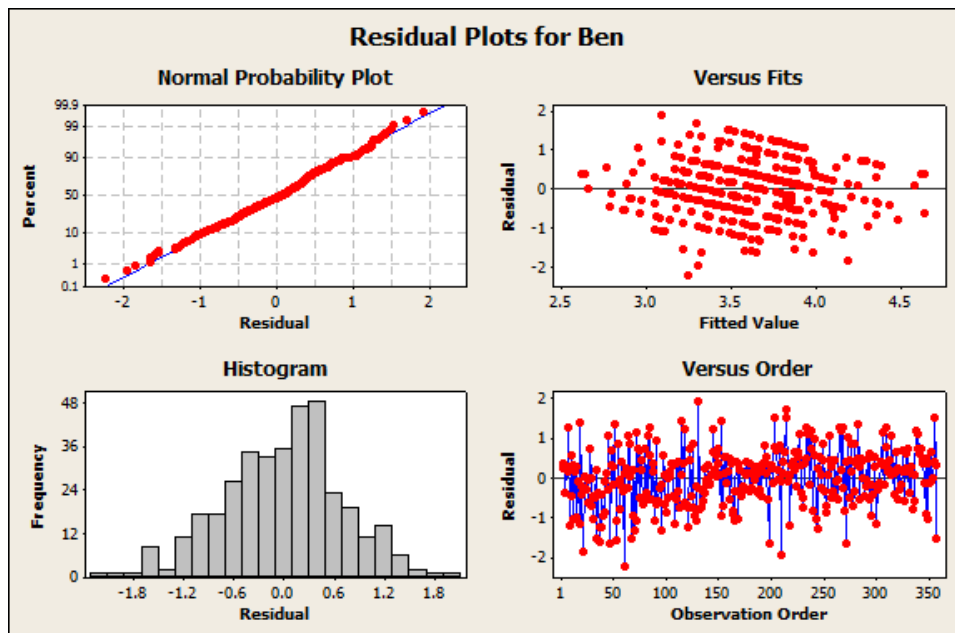 Residual Plots for Ben
Normal Probability Plot
99.9
99
90
50
10
1
0.1
Percent
-2 -1 0 1 2
Residual
Versus Fits
2
1
0
-1
-2
Residual
2.5 3.0 3.5 4.0 4.5
Fitted Value
Histogram
48
36
24
12
0
Frequency
-1.8 -1.2 -0.6 0.0 0.6 1.2 1.8
Residual
Versus Order
2
1
0
-1
-2
Residual
1 50 100 150 200 250 300 350
Observation Order